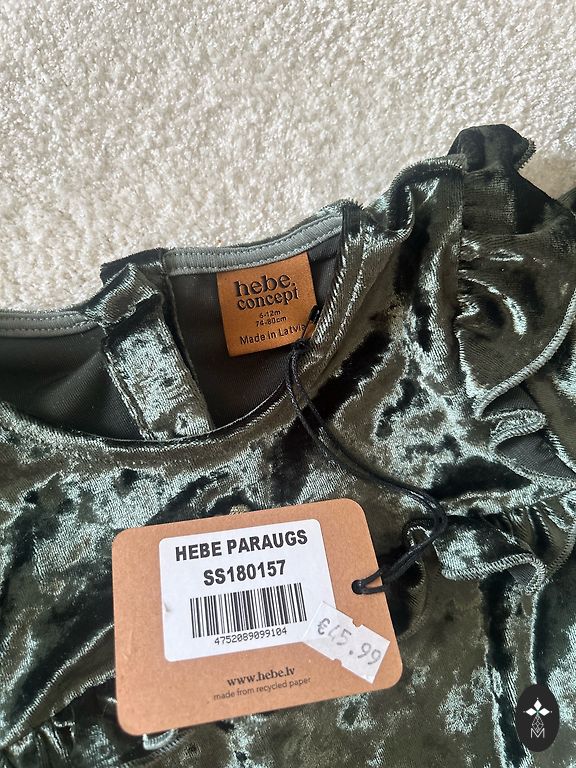 hebe.
concept
6-12m
74-80cm
Made in Latvia
HEBE PARAUGS
SS180157
4752089099104
€45.99
www.hebe.lv
made from recycled paper